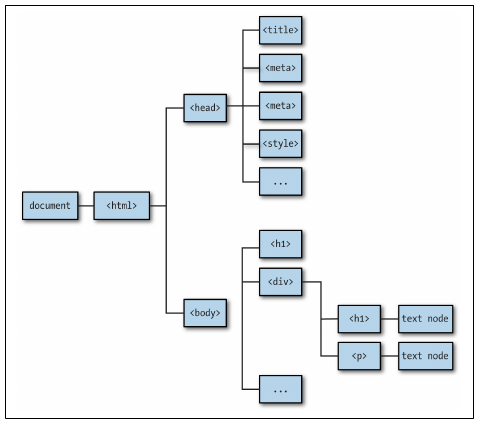 <title>
<meta>
<head>
<meta>
<style>
...
document
<html>
<h1>
<div>
<body>
<h1>
text node
<p>
text node
...